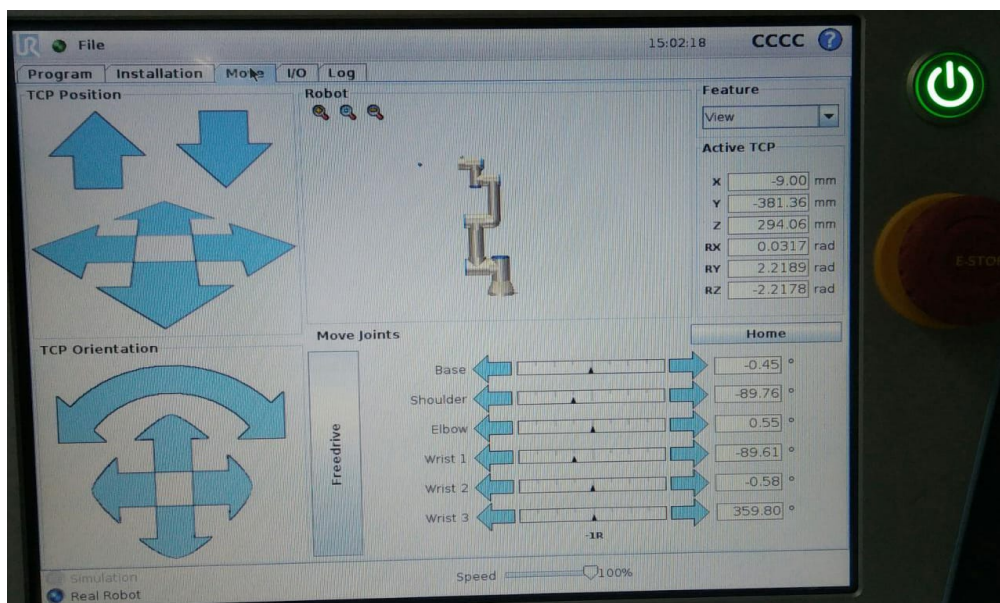 UR File 15:02:18 CCCC ?
Program Installation Move I/O Log
TCP Position
Robot
Feature
View
Active TCP
X -9.00 mm
Y -381.36 mm
Z 294.06 mm
RX 0.0317 rad
RY 2.2189 rad
RZ -2.2178 rad
Home
TCP Orientation
Move Joints
Freedrive
Base -0.45 °
Shoulder -89.76 °
Elbow 0.55 °
Wrist 1 -89.61 °
Wrist 2 -0.58 °
Wrist 3 359.80 °
-1R
Simulation
Real Robot
Speed 100%